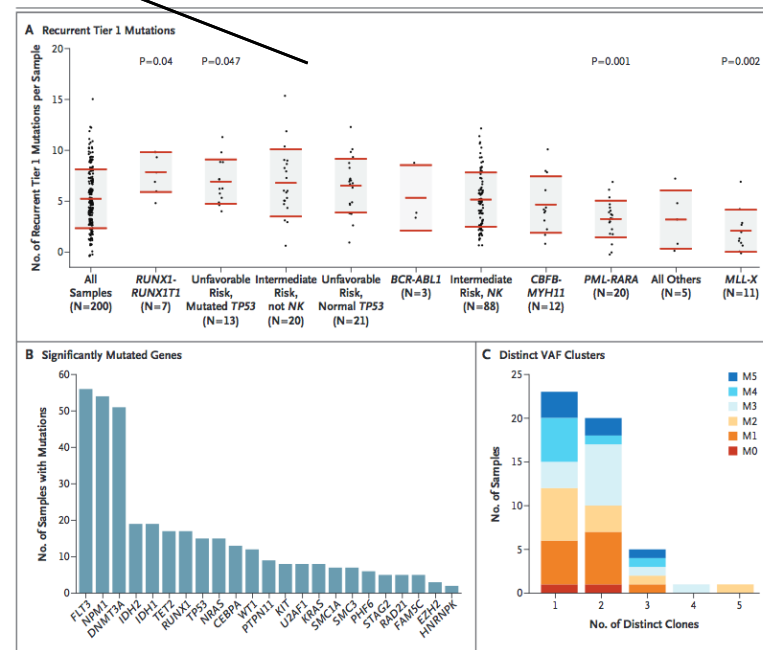 A Recurrent Tier 1 Mutations
No. of Recurrent Tier 1 Mutations per Sample
20
15
10
5
0
P=0.04
P=0.047
P=0.001
P=0.002
All
Samples
(N=200)
RUNX1-
RUNX1T1
(N=7)
Unfavorable
Risk,
Mutated TP53
(N=13)
Intermediate
Risk,
not NK
(N=20)
Unfavorable
Risk,
Normal TP53
(N=21)
BCR-ABL1
(N=3)
Intermediate
Risk, NK
(N=88)
CBFB-
MYH11
(N=12)
PML-RARA
(N=20)
All Others
(N=5)
MLL-X
(N=11)
B Significantly Mutated Genes
No. of Samples with Mutations
60
50
40
30
20
10
0
FLT3
NPM1
DNMT3A
IDH2
IDH1
TET2
RUNX1
TP53
NRAS
CEBPA
WT1
PTPN11
KIT
U2AF1
KRAS
SMC1A
SMC3
PHF6
STAG2
RAD21
FAM5C
EZH2
HNRNPK
C Distinct VAF Clusters
No. of Samples
25
20
15
10
5
0
1
2
3
4
5
No. of Distinct Clones
M5
M4
M3
M2
M1
M0